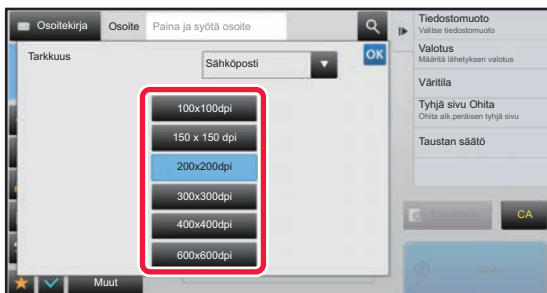 Osoitekirja
Osoite
Paina ja syötä osoite
Tarkkuus
Sähköposti
OK
100x100dpi
150 x 150 dpi
200x200dpi
300x300dpi
400x400dpi
600x600dpi
Muut
Tiedostomuoto
Valitse tiedostomuoto
Valotus
Määritä lähetyksen valotus
Väritila
Tyhjä sivu Ohita
Ohita alk.peräisen tyhjä sivu
Taustan säätö
Esikatselu
CA